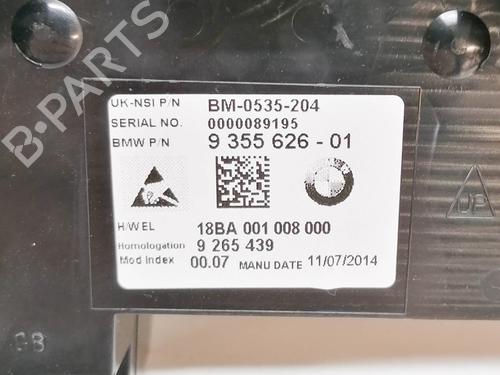 B-PARTS
UK-NSI P/N BM-0535-204
SERIAL NO. 0000089195
BMW P/N 9 355 626 - 01
H/W EL 18BA 001 008 000
Homologation 9 265 439
Mod index 00.07 MANU DATE 11/07/2014